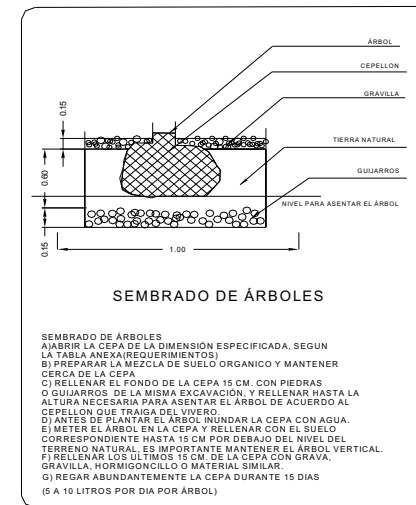 ÁRBOL
CEPELLON
GRAVILLA
TIERRA NATURAL
GUIJARROS
NIVEL PARA ASENTAR EL ÁRBOL
0.15
0.60
0.15
1.00
SEMBRADO DE ÁRBOLES
SEMBRADO DE ÁRBOLES
A)ABRIR LA CEPA DE LA DIMENSIÓN ESPECIFICADA, SEGUN
LA TABLA ANEXA(REQUERIMIENTOS)
B) PREPARAR LA MEZCLA DE SUELO ORGANICO Y MANTENER
CERCA DE LA CEPA
C) RELLENAR EL FONDO DE LA CEPA 15 CM. CON PIEDRAS
O GUIJARROS DE LA MISMA EXCAVACIÓN, Y RELLENAR HASTA LA
ALTURA NECESARIA PARA ASENTAR EL ÁRBOL DE ACUERDO AL
CEPELLON QUE TRAIGA DEL VIVERO.
D) ANTES DE PLANTAR EL ÁRBOL INUNDAR LA CEPA CON AGUA.
E) METER EL ÁRBOL EN LA CEPA Y RELLENAR CON EL SUELO
CORRESPONDIENTE HASTA 15 CM POR DEBAJO DEL NIVEL DEL
TERRENO NATURAL, ES IMPORTANTE MANTENER EL ÁRBOL VERTICAL.
F) RELLENAR LOS ULTIMOS 15 CM. DE LA CEPA CON GRAVA,
GRAVILLA, HORMIGONCILLO O MATERIAL SIMILAR.
G) REGAR ABUNDANTEMENTE LA CEPA DURANTE 15 DIAS
(5 A 10 LITROS POR DIA POR ÁRBOL)